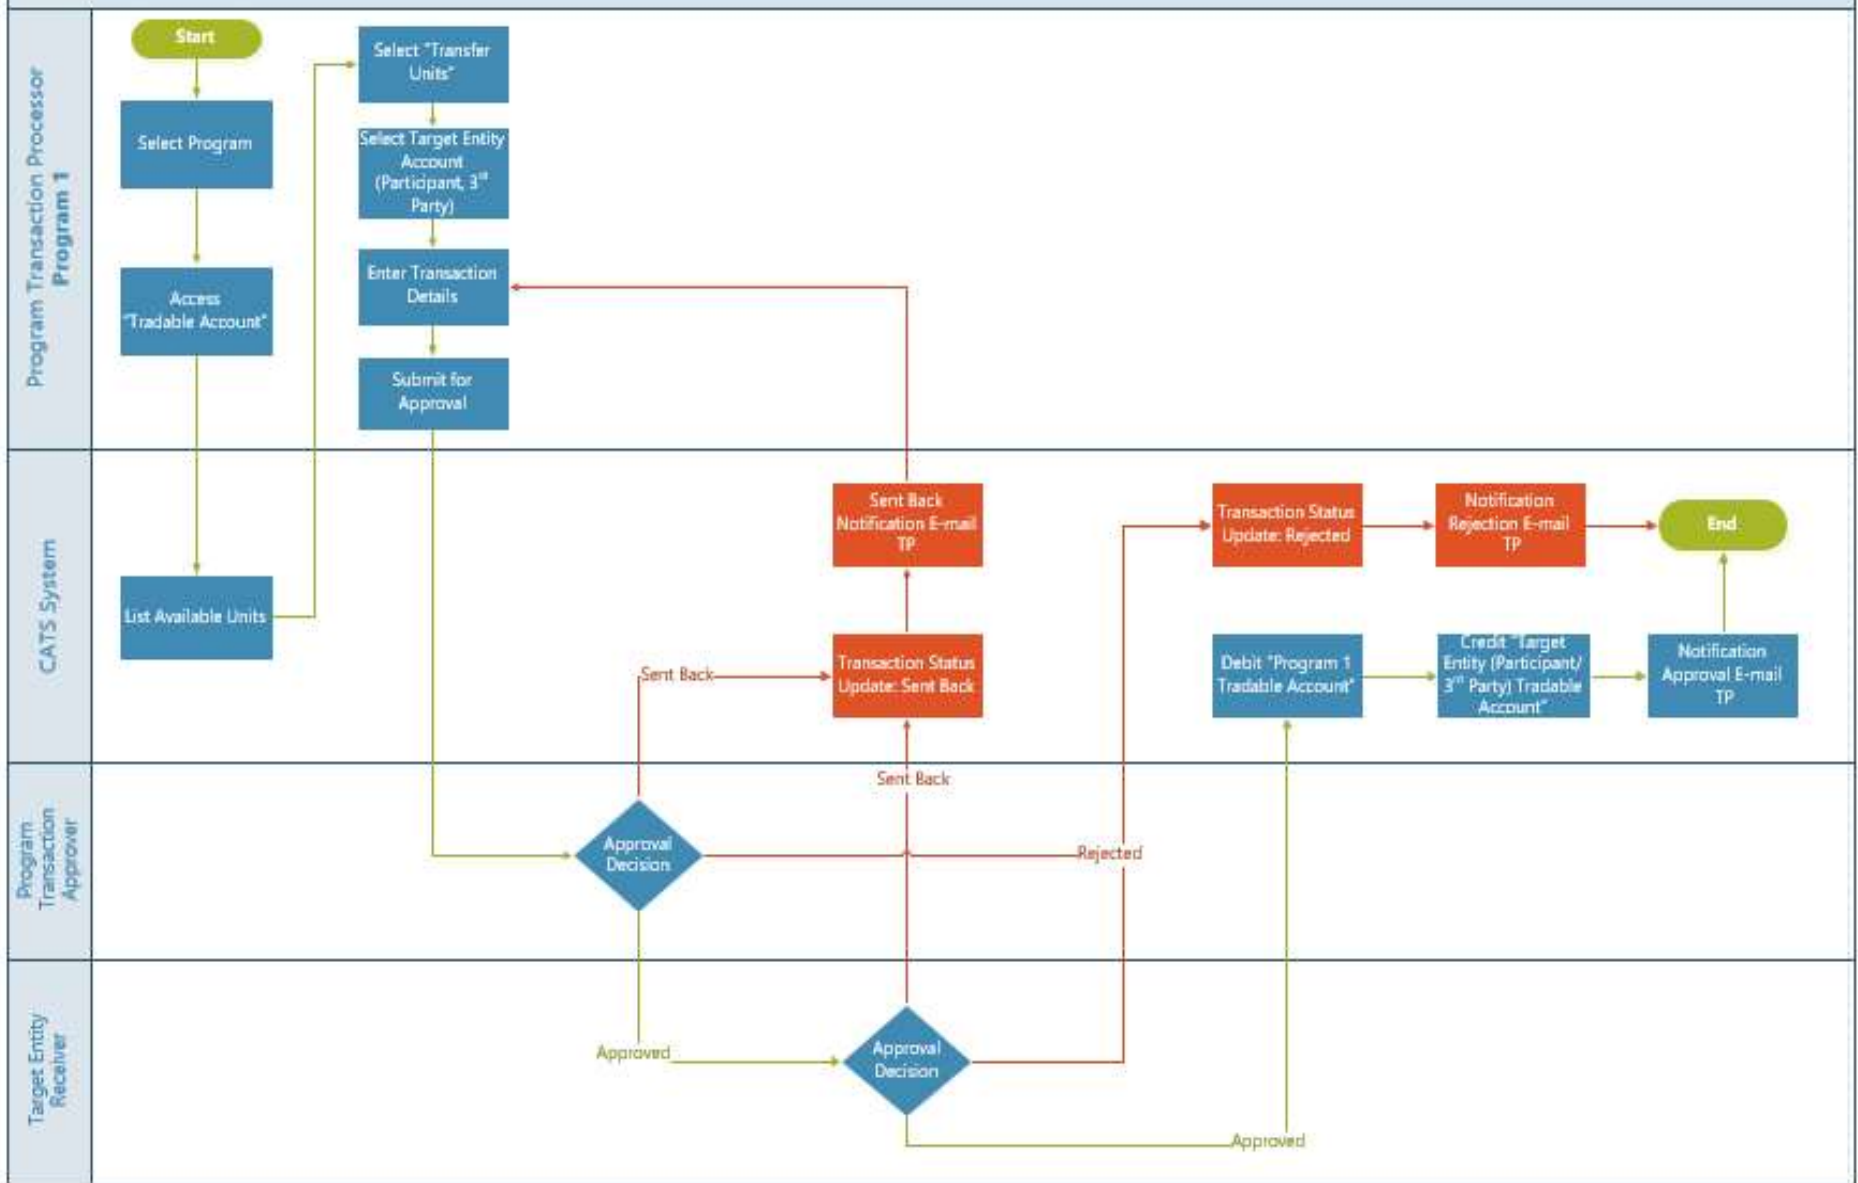 Program Transaction Processor
Program 1
Start
Select Program
Access
"Tradable Account"
Select "Transfer
Units"
Select Target Entity
Account
(Participant, 3rd
Party)
Enter Transaction
Details
Submit for
Approval
CATS System
List Available Units
Sent Back
Notification E-mail
TP
Sent Back
Transaction Status
Update: Sent Back
Transaction Status
Update: Rejected
Notification
Rejection E-mail
TP
End
Debit "Program 1
Tradable Account"
Credit "Target
Entity (Participant/
3rd Party) Tradable
Account"
Notification
Approval E-mail
TP
Program
Transaction
Approver
Sent Back
Approval
Decision
Rejected
Target Entity
Receiver
Approved
Approval
Decision
Approved